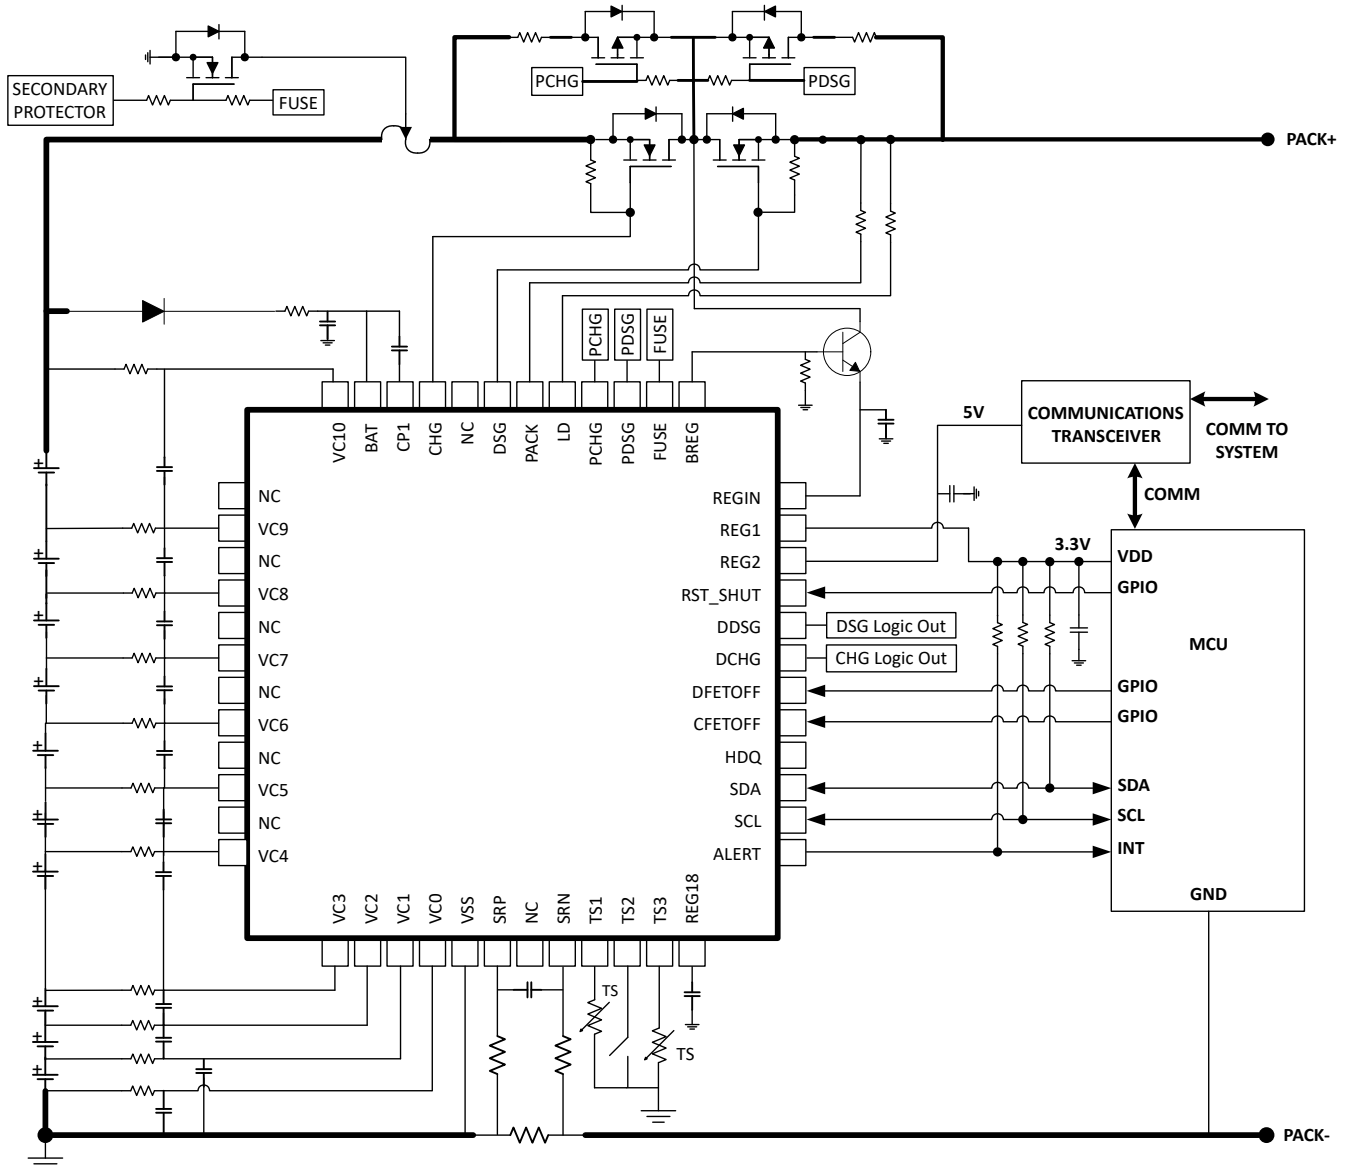 SECONDARY
PROTECTOR
FUSE
PCHG
PDSG
PACK+
PCHG
PDSG
FUSE
VC10
BAT
CP1
CHG
NC
DSG
PACK
LD
PCHG
PDSG
FUSE
BREG
NC
VC9
NC
VC8
NC
VC7
NC
VC6
NC
VC5
NC
VC4
REGIN
REG1
REG2
RST_SHUT
DDSG
DCHG
DFETOFF
CFETOFF
HDQ
SDA
SCL
ALERT
DSG Logic Out
CHG Logic Out
VC3
VC2
VC1
VC0
VSS
SRP
NC
SRN
TS1
TS2
TS3
REG18
TS
TS
5V
COMMUNICATIONS
TRANSCEIVER
COMM TO
SYSTEM
COMM
3.3V
VDD
GPIO
MCU
GPIO
GPIO
SDA
SCL
INT
GND
PACK-
+
+
+
+
+
+
+
+
+
+